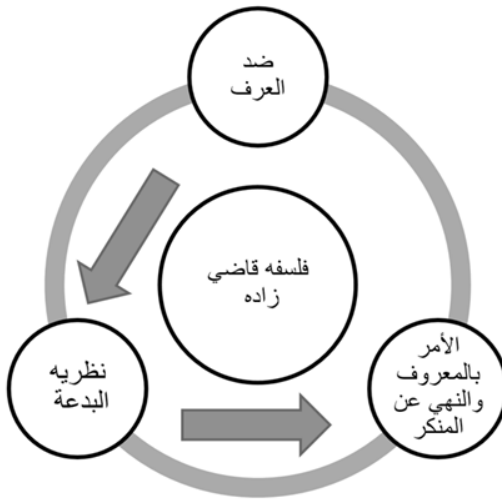 ضد
العرف
فلسفه قاضي
زاده
نظريه
البدعة
الأمر
بالمعروف
والنهي عن
المنكر